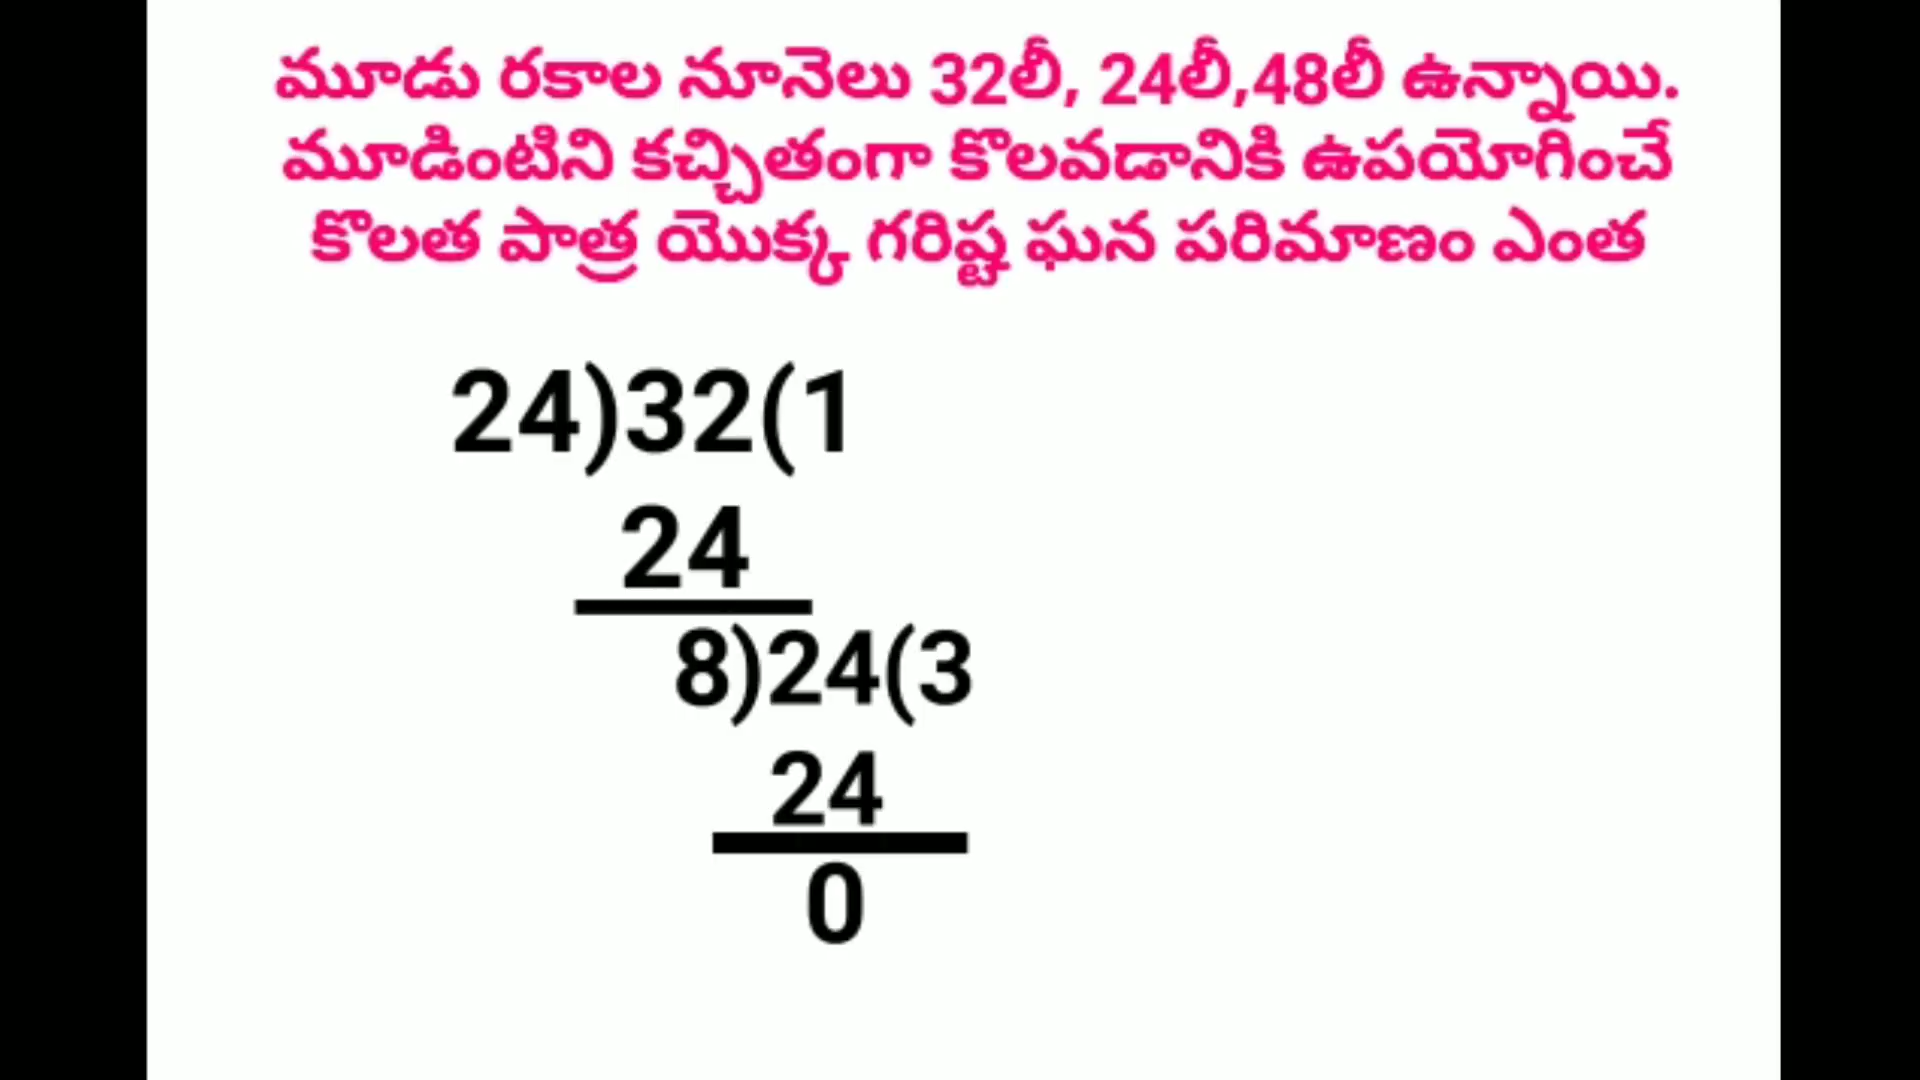 మూడు రకాల నూనెలు 32లీ, 24లీ,48లీ ఉన్నాయి.
మూడింటిని కచ్చితంగా కొలవడానికి ఉపయోగించే
కొలత పాత్ర యొక్క గరిష్ట ఘన పరిమాణం ఎంత
24)32(1
24
8)24(3
24
0